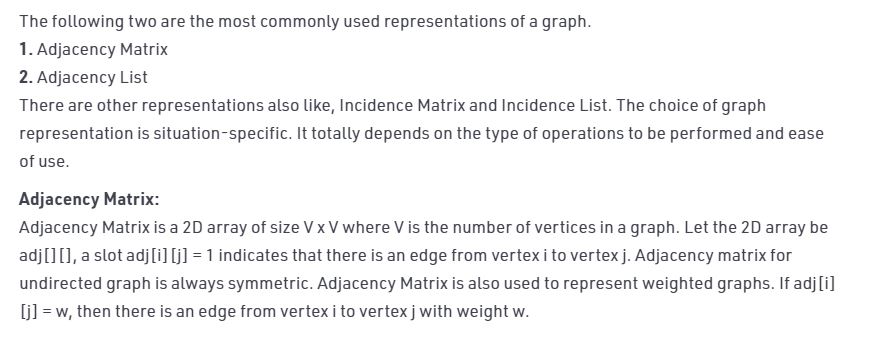 The following two are the most commonly used representations of a graph.
1. Adjacency Matrix
2. Adjacency List
There are other representations also like, Incidence Matrix and Incidence List. The choice of graph
representation is situation-specific. It totally depends on the type of operations to be performed and ease
of use.
Adjacency Matrix:
Adjacency Matrix is a 2D array of size V x V where V is the number of vertices in a graph. Let the 2D array be
adj[][], a slot adj[i][j] = 1 indicates that there is an edge from vertex i to vertex j. Adjacency matrix for
undirected graph is always symmetric. Adjacency Matrix is also used to represent weighted graphs. If adj[i]
[j] = w, then there is an edge from vertex i to vertex j with weight w.